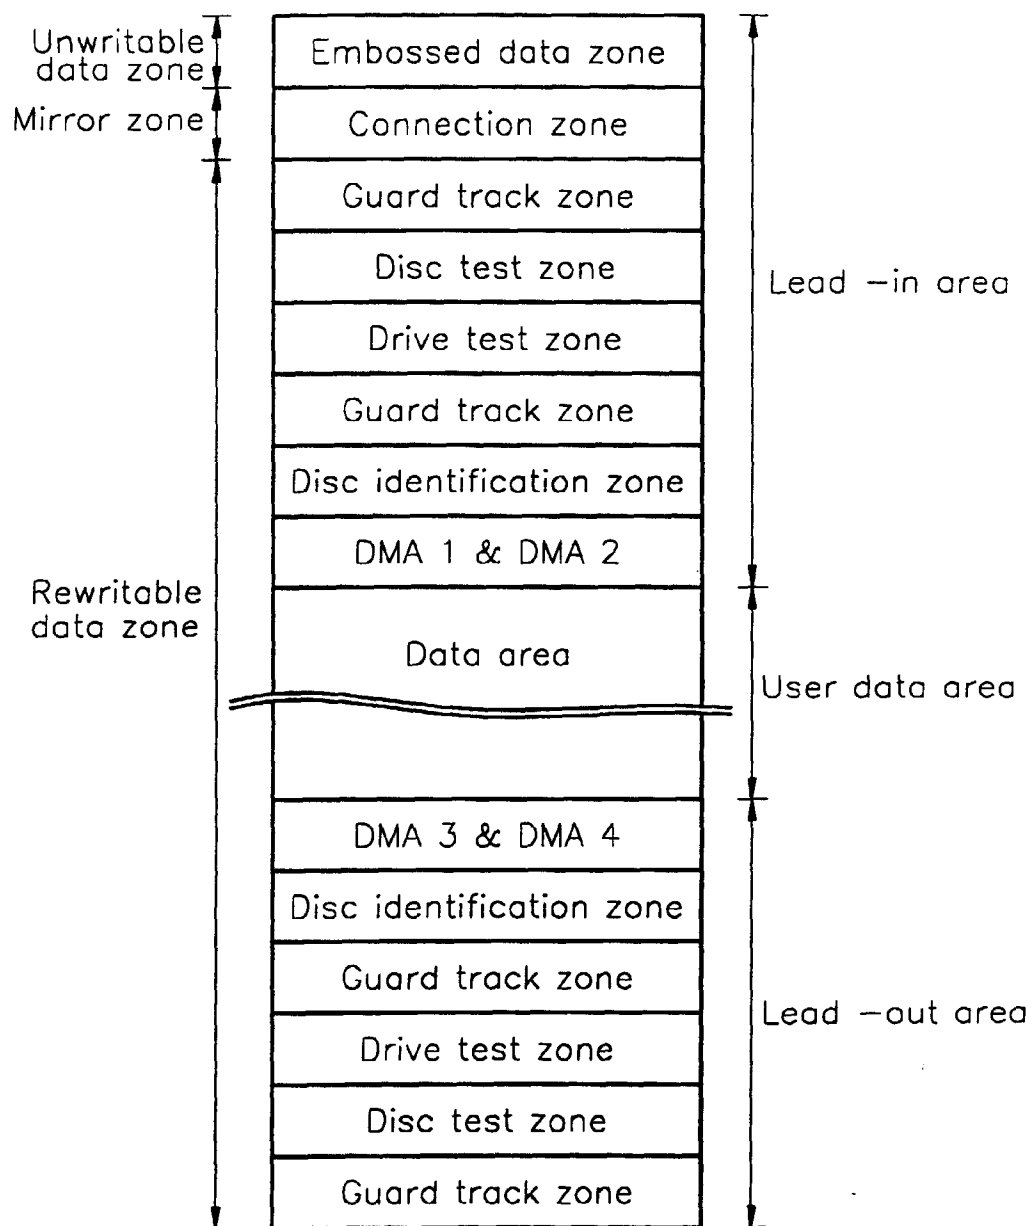 Unwritable
data zone
Embossed data zone
Mirror zone
Connection zone
Guard track zone
Disc test zone
Lead –in area
Drive test zone
Guard track zone
Disc identification zone
DMA 1 & DMA 2
Rewritable
data zone
Data area
User data area
DMA 3 & DMA 4
Disc identification zone
Guard track zone
Lead –out area
Drive test zone
Disc test zone
Guard track zone